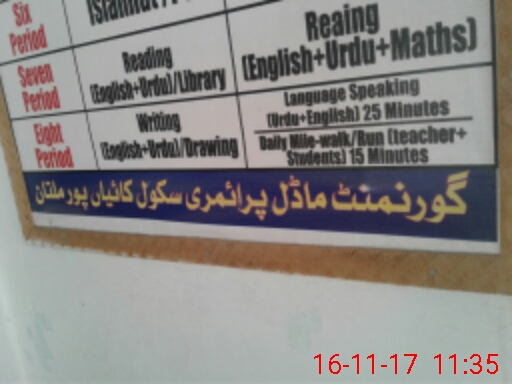 Six Period
Reaing (English+Urdu+Maths)
Seven Period
Reading (English+Urdu)/Library
Language Speaking (Urdu+English) 25 Minutes
Eight Period
Writing (English+Urdu)/Drawing
Daily Mile-walk/Run (teacher+ Students) 15 Minutes
گورنمنٹ ماڈل پرائمری سکول کائیاں پور ملتان
16-11-17 11:35